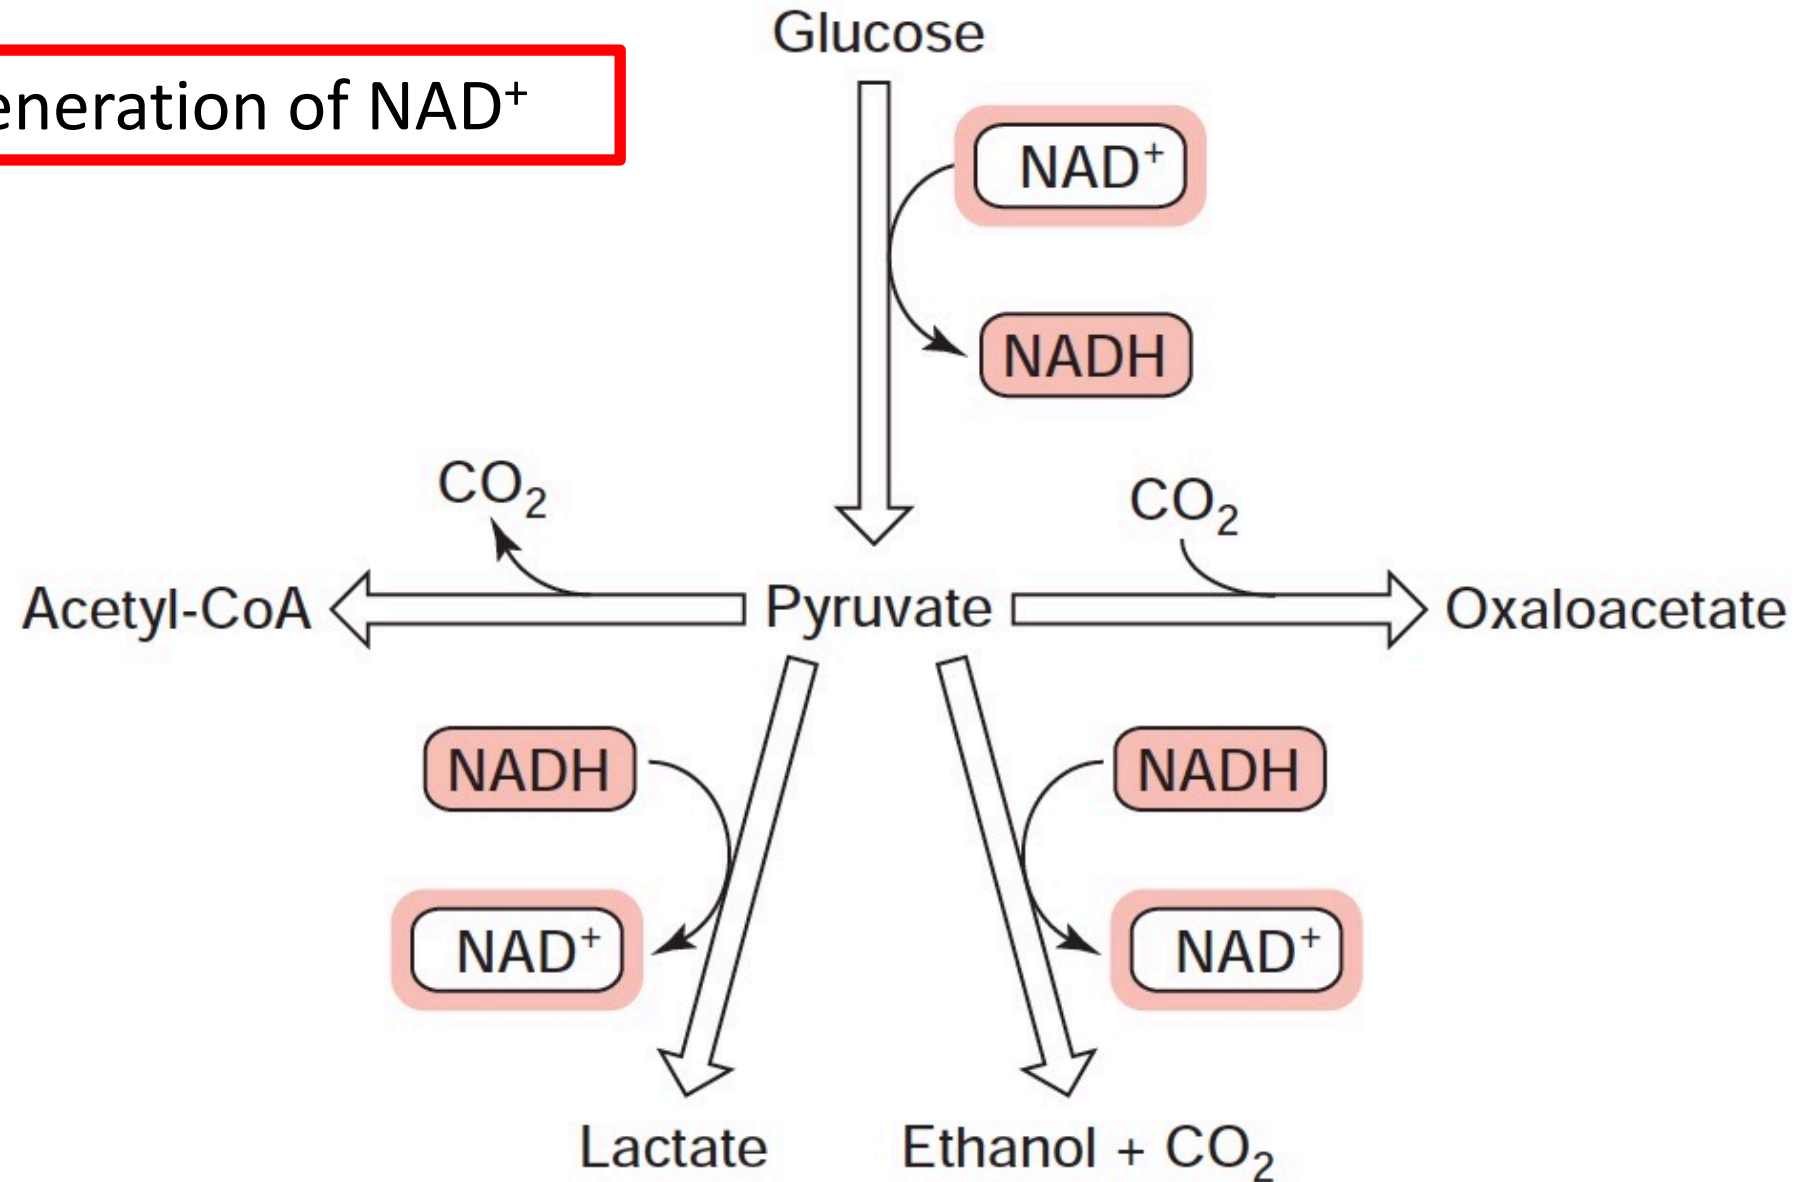 Glucose
eneration of NAD⁺
NAD⁺
NADH
CO₂
CO₂
Acetyl-CoA
Pyruvate
Oxaloacetate
NADH
NADH
NAD⁺
NAD⁺
Lactate
Ethanol + CO₂